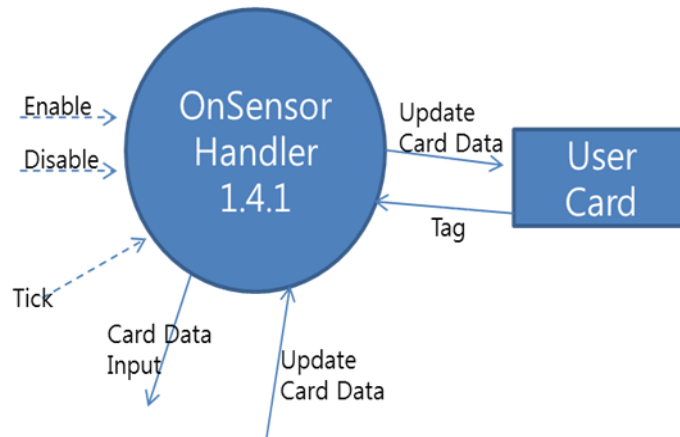 Enable
Disable
Tick
OnSensor
Handler
1.4.1
Update
Card Data
User
Card
Tag
Card Data
Input
Update
Card Data